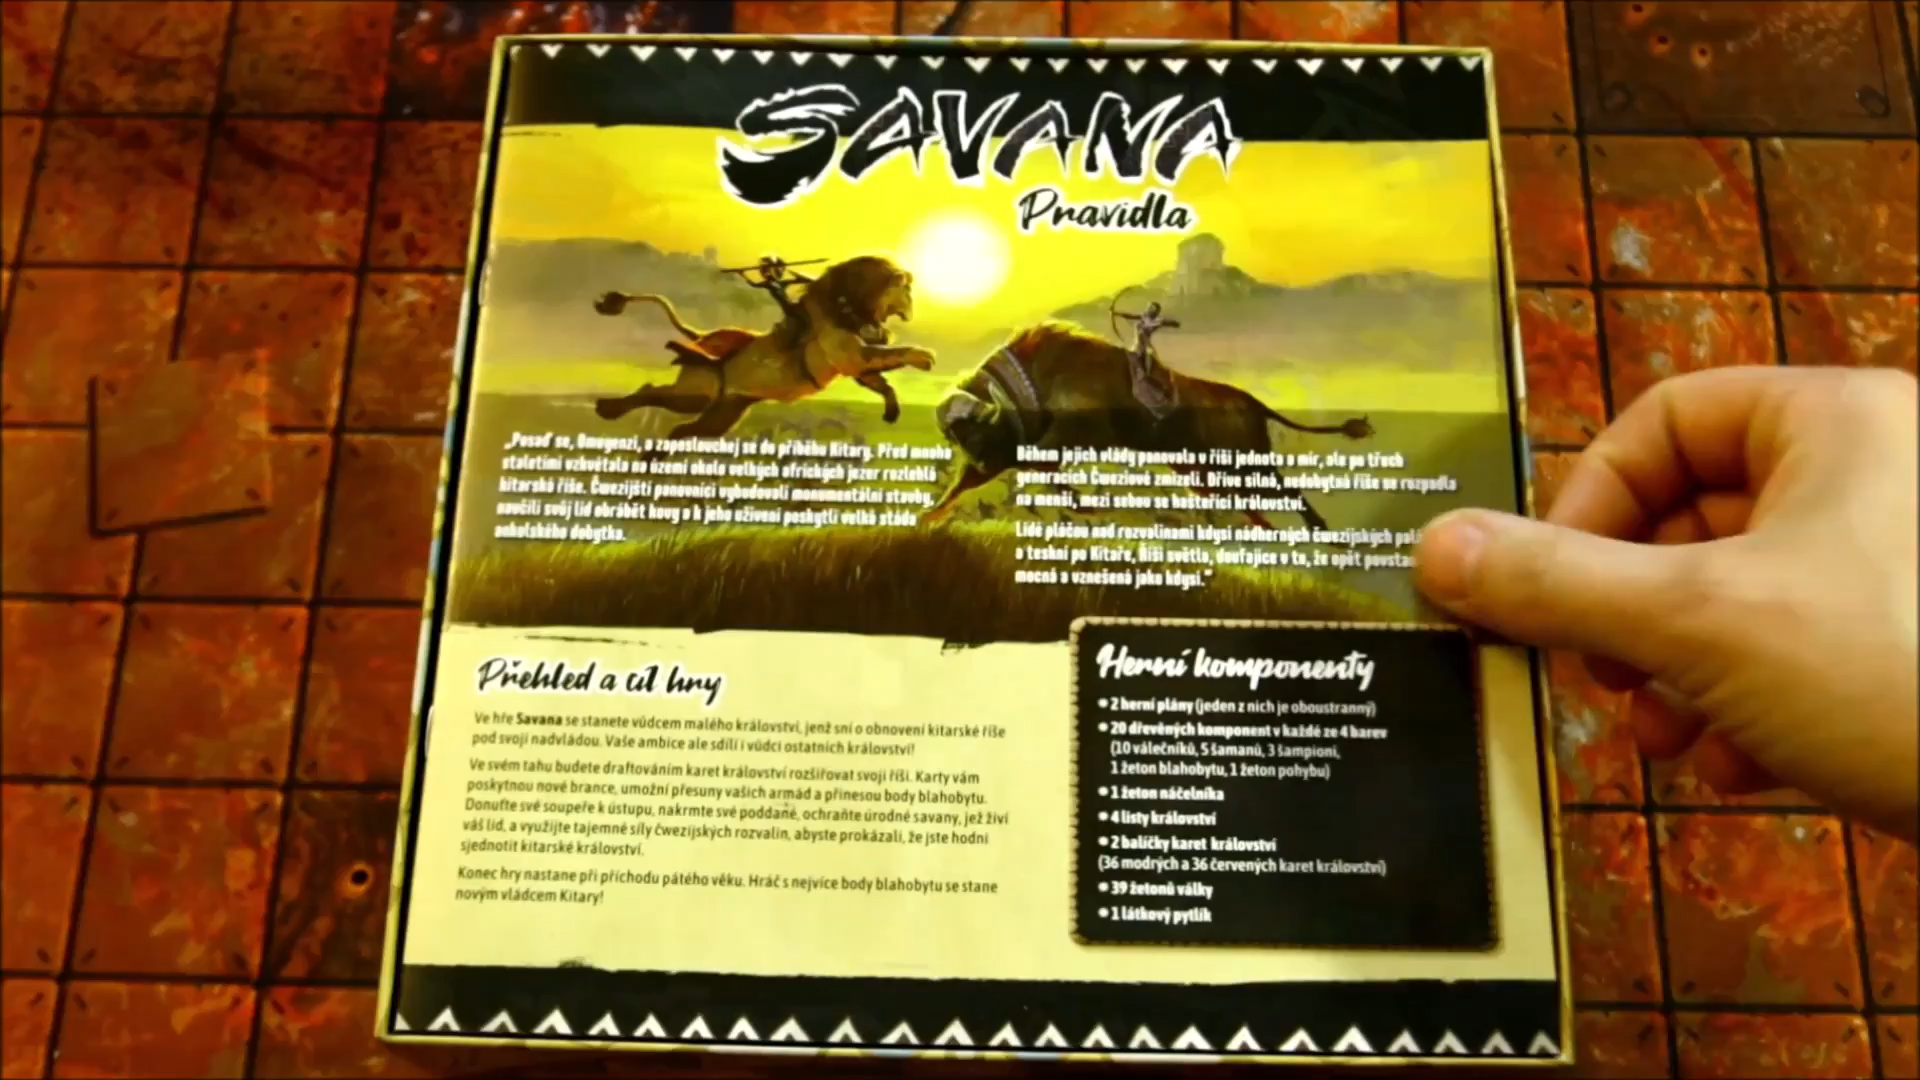 SAVANA
Pravidla
„Posaď se, Omugenzi, a zaposlouchej se do příběhu Kitary. Před mnoha
staletími vzkvétala na území okolo velkých afrických jezer rozlehlá
kitarská říše. Čwezijští panovníci vybudovali monumentální stavby,
naučili svůj lid obrábět kovy a k jeho uživení poskytli velká stáda
ankolského dobytka.
Během jejich vlády panovala v říši jednota a mír, ale po třech
generacích Čweziové zmizeli. Dříve silná, nedobytná říše se rozpadla
na menší, mezi sebou se hašteřící království.
Lidé pláčou nad rozvalinami kdysi nádherných čwezijských
a teskní po Kitaře, Říši světla, doufajíce v to, že opět
mocná a vznešená jako kdysi.“
Přehled a cíl hry
Ve hře Savana se stanete vůdcem malého království, jenž sní o obnovení kitarské říše
pod svojí nadvládou. Vaše ambice ale sdílí i vůdci ostatních království!
Ve svém tahu budete draftováním karet království rozšiřovat svoji říši. Karty vám
poskytnou nové brance, umožní přesuny vašich armád a přinesou body blahobytu.
Donuťte své soupeře k ústupu, nakrmte své poddané, ochraňte úrodné savany, jež živí
váš lid, a využijte tajemné síly čwezijských rozvalin, abyste prokázali, že jste hodni
sjednotit kitarské království.
Konec hry nastane při příchodu pátého věku. Hráč s nejvíce body blahobytu se stane
novým vládcem Kitary!
Herní komponenty
• 2 herní plány (jeden z nich je oboustranný)
• 20 dřevěných komponent v každé ze 4 barev
(10 válečníků, 5 šamanů, 3 šampioni,
1 žeton blahobytu, 1 žeton pohybu)
• 1 žeton náčelníka
• 4 listy království
• 2 balíčky karet království
(36 modrých a 36 červených karet království)
• 39 žetonů války
• 1 látkový pytlík